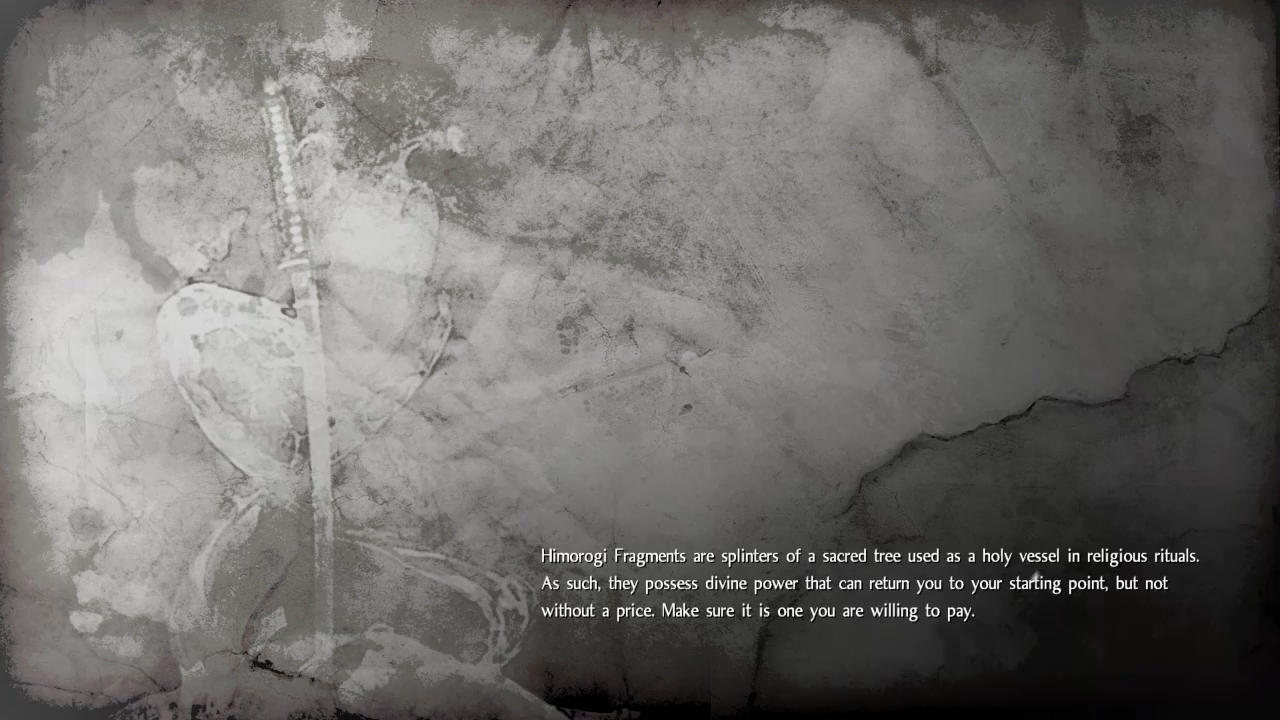 Himorogi Fragments are splinters of a sacred tree used as a holy vessel in religious rituals.
As such, they possess divine power that can return you to your starting point, but not
without a price. Make sure it is one you are willing to pay.